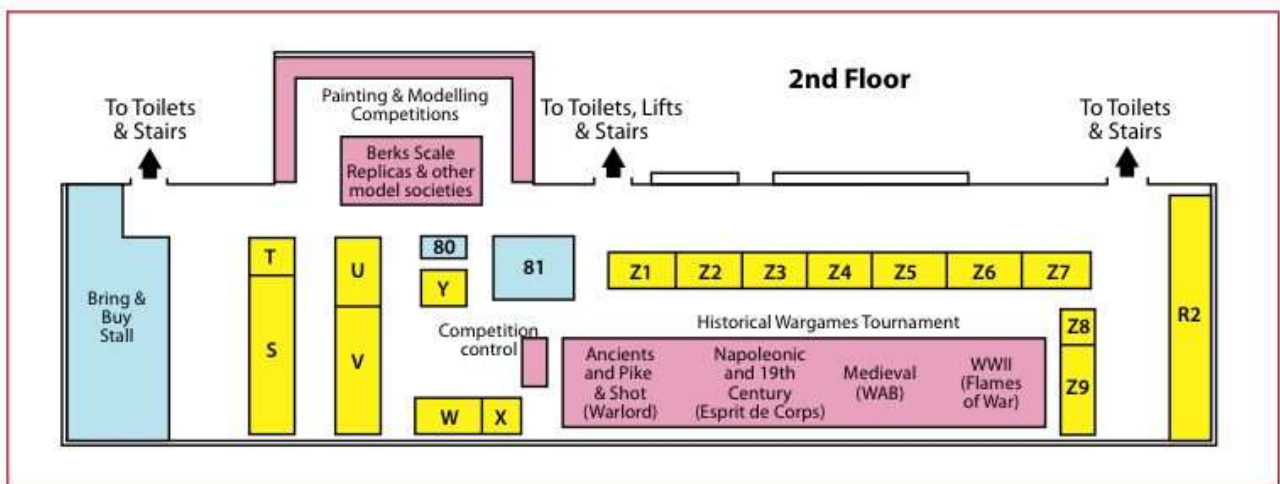 2nd Floor
To Toilets
& Stairs
Painting & Modelling
Competitions
To Toilets, Lifts
& Stairs
To Toilets
& Stairs
Berks Scale
Replicas & other
model societies
Bring &
Buy
Stall
T
S
U
V
80
Y
81
Z1
Z2
Z3
Z4
Z5
Z6
Z7
R2
Competition
control
Historical Wargames Tournament
Z8
Z9
Ancients
and Pike
& Shot
(Warlord)
Napoleonic
and 19th
Century
(Esprit de Corps)
Medieval
(WAB)
WWII
(Flames
of War)
W
X